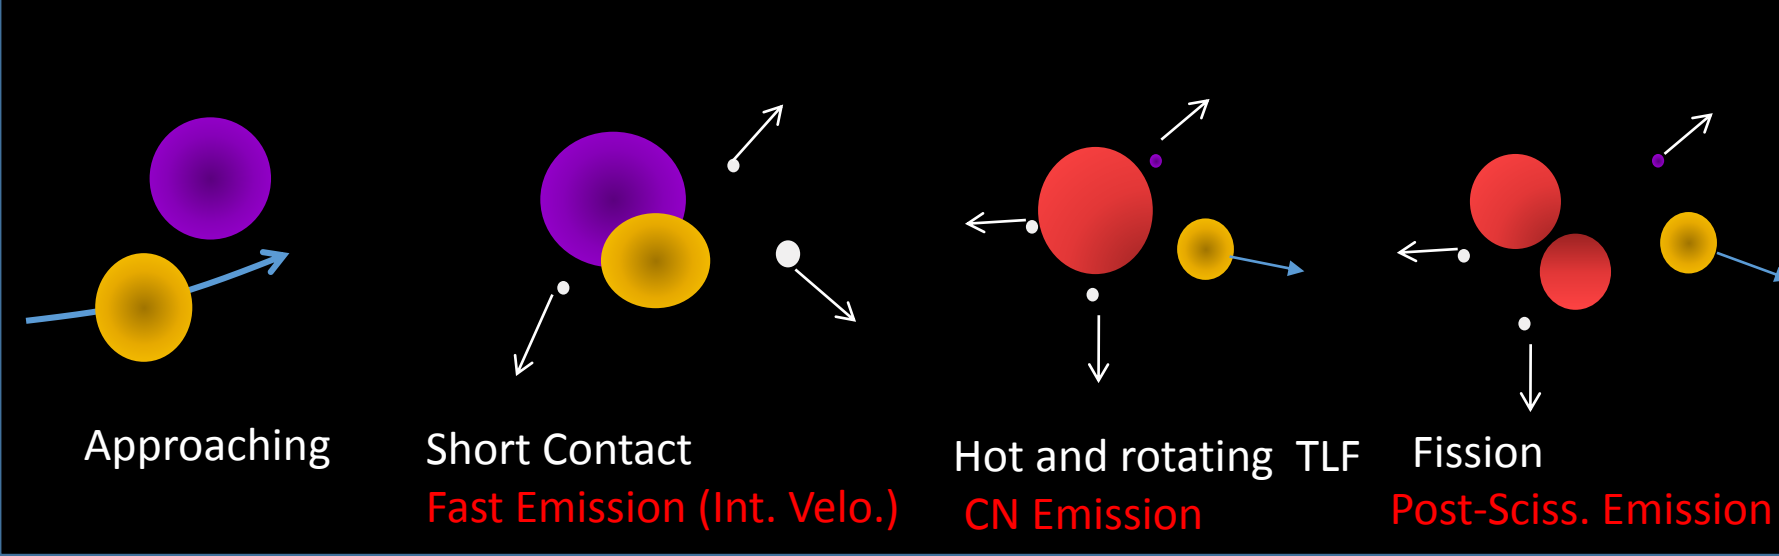 Approaching
Short Contact
Fast Emission (Int. Velo.)
Hot and rotating TLF
CN Emission
Fission
Post-Sciss. Emission